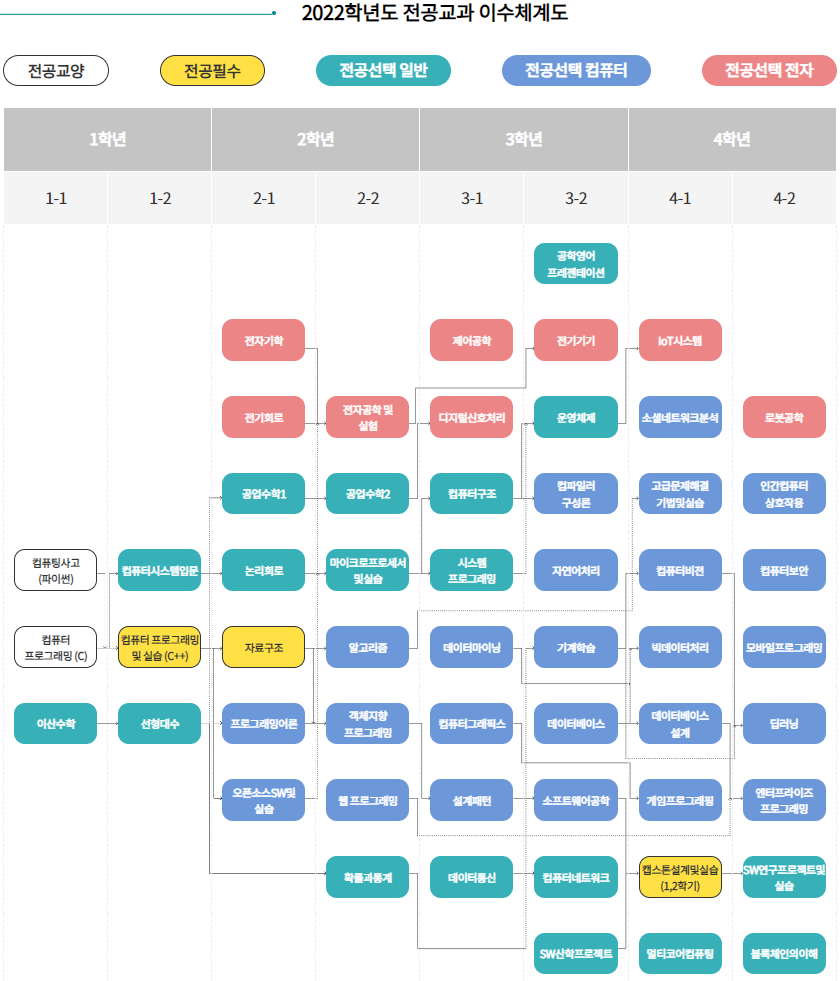 2022학년도 전공교과 이수체계도
전공교양
전공필수
전공선택 일반
전공선택 컴퓨터
전공선택 전자
1학년
2학년
3학년
4학년
1-1
1-2
2-1
2-2
3-1
3-2
4-1
4-2
공학영어
프레젠테이션
전자기학
제어공학
전기기기
IoT시스템
전기회로
전자공학 및
실험
디지털신호처리
운영체제
소셜네트워크분석
로봇공학
공업수학1
공업수학2
컴퓨터구조
컴파일러
구성론
고급문제해결
기법및실습
인간컴퓨터
상호작용
컴퓨팅사고
(파이썬)
컴퓨터시스템입문
논리회로
마이크로프로세서
및실습
시스템
프로그래밍
자연어처리
컴퓨터비전
컴퓨터보안
컴퓨터
프로그래밍 (C)
컴퓨터 프로그래밍
및 실습 (C++)
자료구조
알고리즘
데이터마이닝
기계학습
빅데이터처리
모바일프로그래밍
이산수학
선형대수
프로그래밍어론
객체지향
프로그래밍
컴퓨터그래픽스
데이터베이스
데이터베이스
설계
딥러닝
오픈소스SW및
실습
웹 프로그래밍
설계패턴
소프트웨어공학
게임프로그래핑
엔터프라이즈
프로그래밍
확률과통계
데이터통신
컴퓨터네트워크
캡스톤설계및실습
(1,2학기)
SW연구프로젝트및
실습
SW산학프로젝트
멀티코어컴퓨팅
블록체인의이해